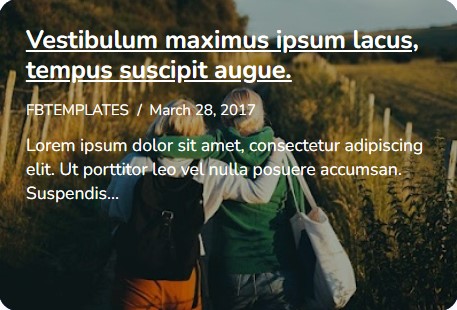 Vestibulum maximus ipsum lacus,
tempus suscipit augue.
FBTEMPLATES / March 28, 2017
Lorem ipsum dolor sit amet, consectetur adipiscing
elit. Ut porttitor leo vel nulla posuere accumsan.
Suspendis...